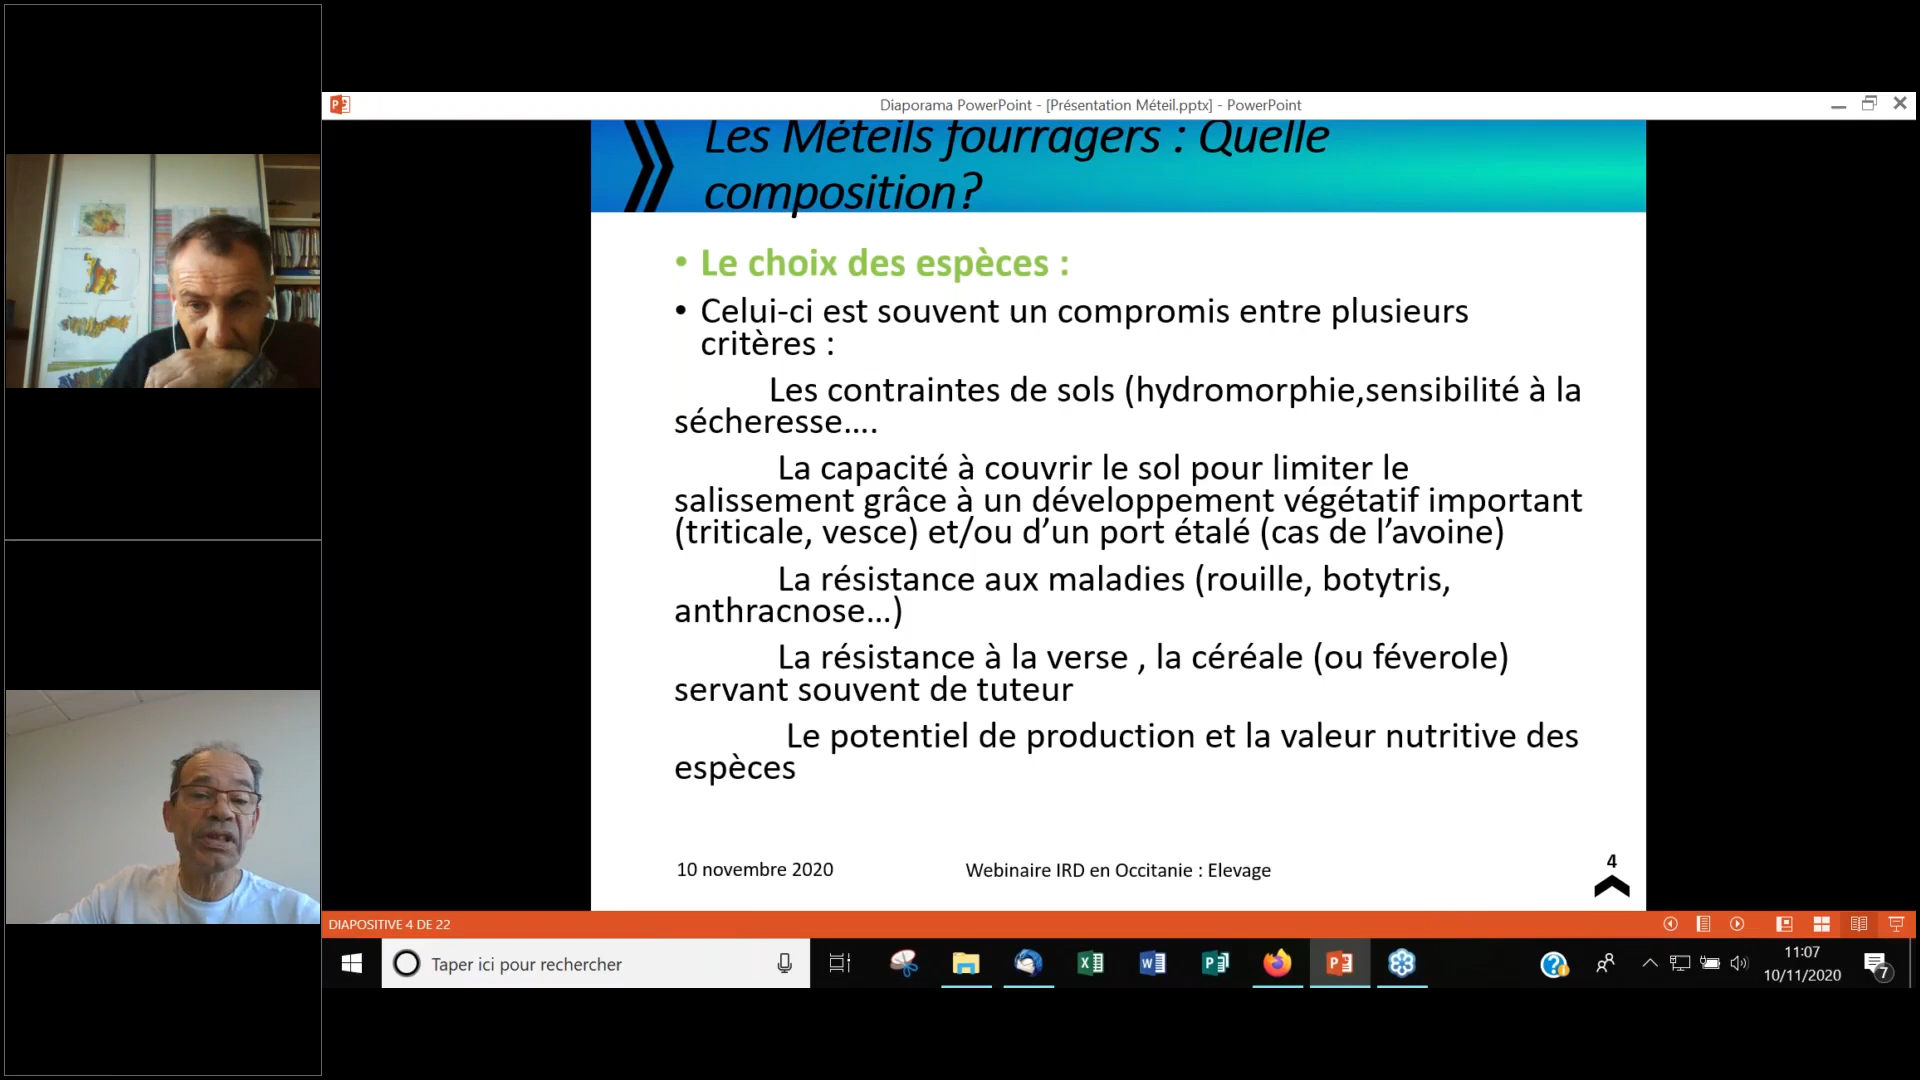 Diaporama PowerPoint - [Présentation Méteil.pptx] - PowerPoint
Les Méteils fourragers : Quelle
composition?
• Le choix des espèces :
• Celui-ci est souvent un compromis entre plusieurs
critères :
Les contraintes de sols (hydromorphie,sensibilité à la
sécheresse....
La capacité à couvrir le sol pour limiter le
salissement grâce à un développement végétatif important
(triticale, vesce) et/ou d’un port étalé (cas de l’avoine)
La résistance aux maladies (rouille, botytris,
anthracnose...)
La résistance à la verse , la céréale (ou féverole)
servant souvent de tuteur
Le potentiel de production et la valeur nutritive des
espèces
10 novembre 2020
Webinaire IRD en Occitanie : Elevage
4
DIAPOSITIVE 4 DE 22
Taper ici pour rechercher
11:07
10/11/2020
7